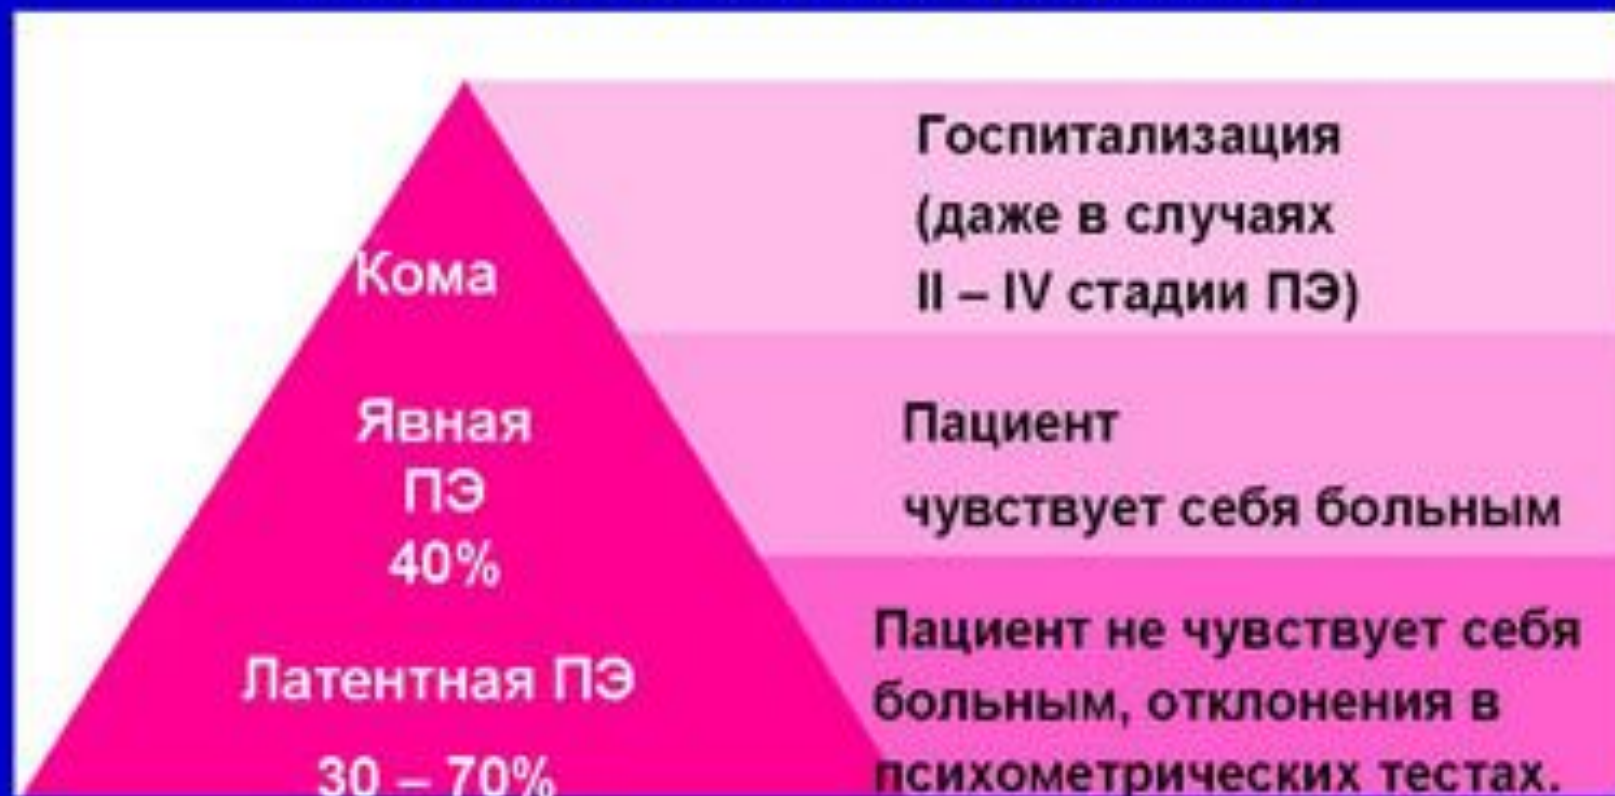 Кома
Госпитализация
(даже в случаях
II – IV стадии ПЭ)
Явная
ПЭ
40%
Пациент
чувствует себя больным
Латентная ПЭ
30 – 70%
Пациент не чувствует себя
больным, отклонения в
психометрических тестах.